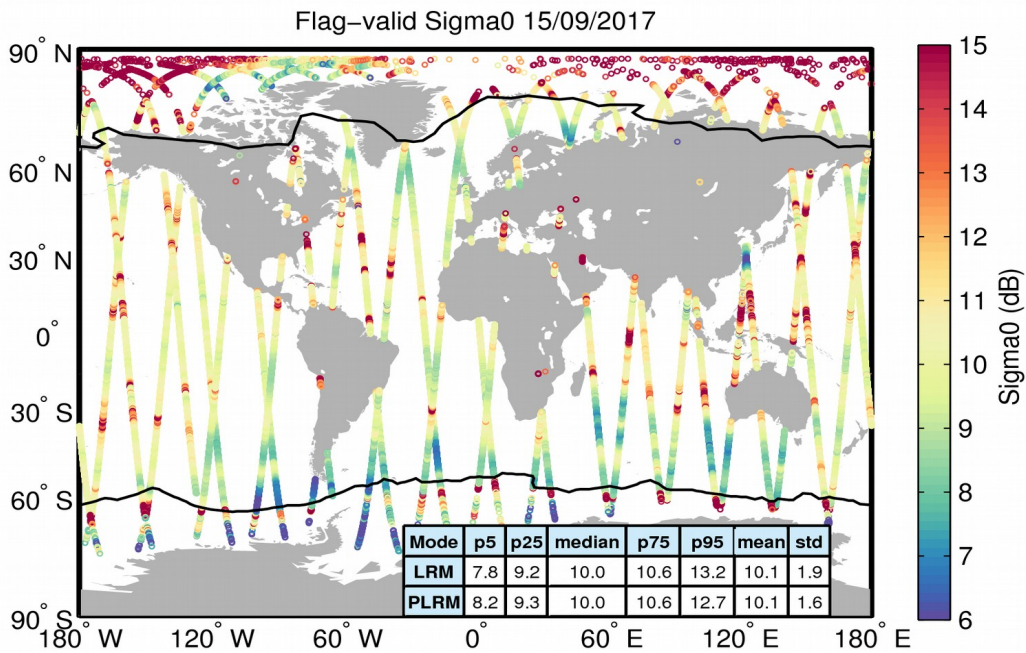 Flag−valid Sigma0 15/09/2017
90° N
60° N
30° N
0°
30° S
60° S
90° S
180° W
120° W
60° W
0°
60° E
120° E
180° E
Mode p5 p25 median p75 p95 mean std
LRM 7.8 9.2 10.0 10.6 13.2 10.1 1.9
PLRM 8.2 9.3 10.0 10.6 12.7 10.1 1.6
15
14
13
12
11
10
9
8
7
6
Sigma0 (dB)